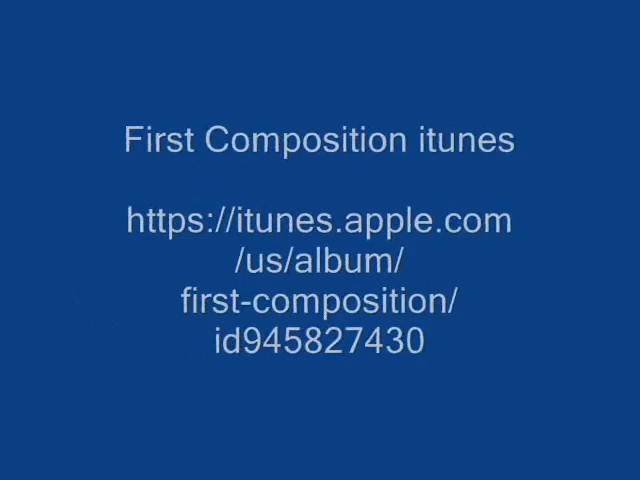 First Composition itunes
https://itunes.apple.com
/us/album/
first-composition/
id945827430